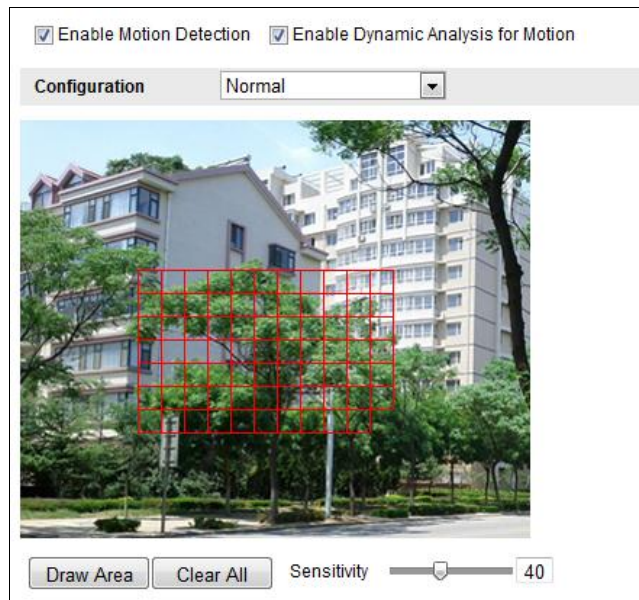 Enable Motion Detection Enable Dynamic Analysis for Motion
Configuration Normal
Draw Area Clear All Sensitivity 40